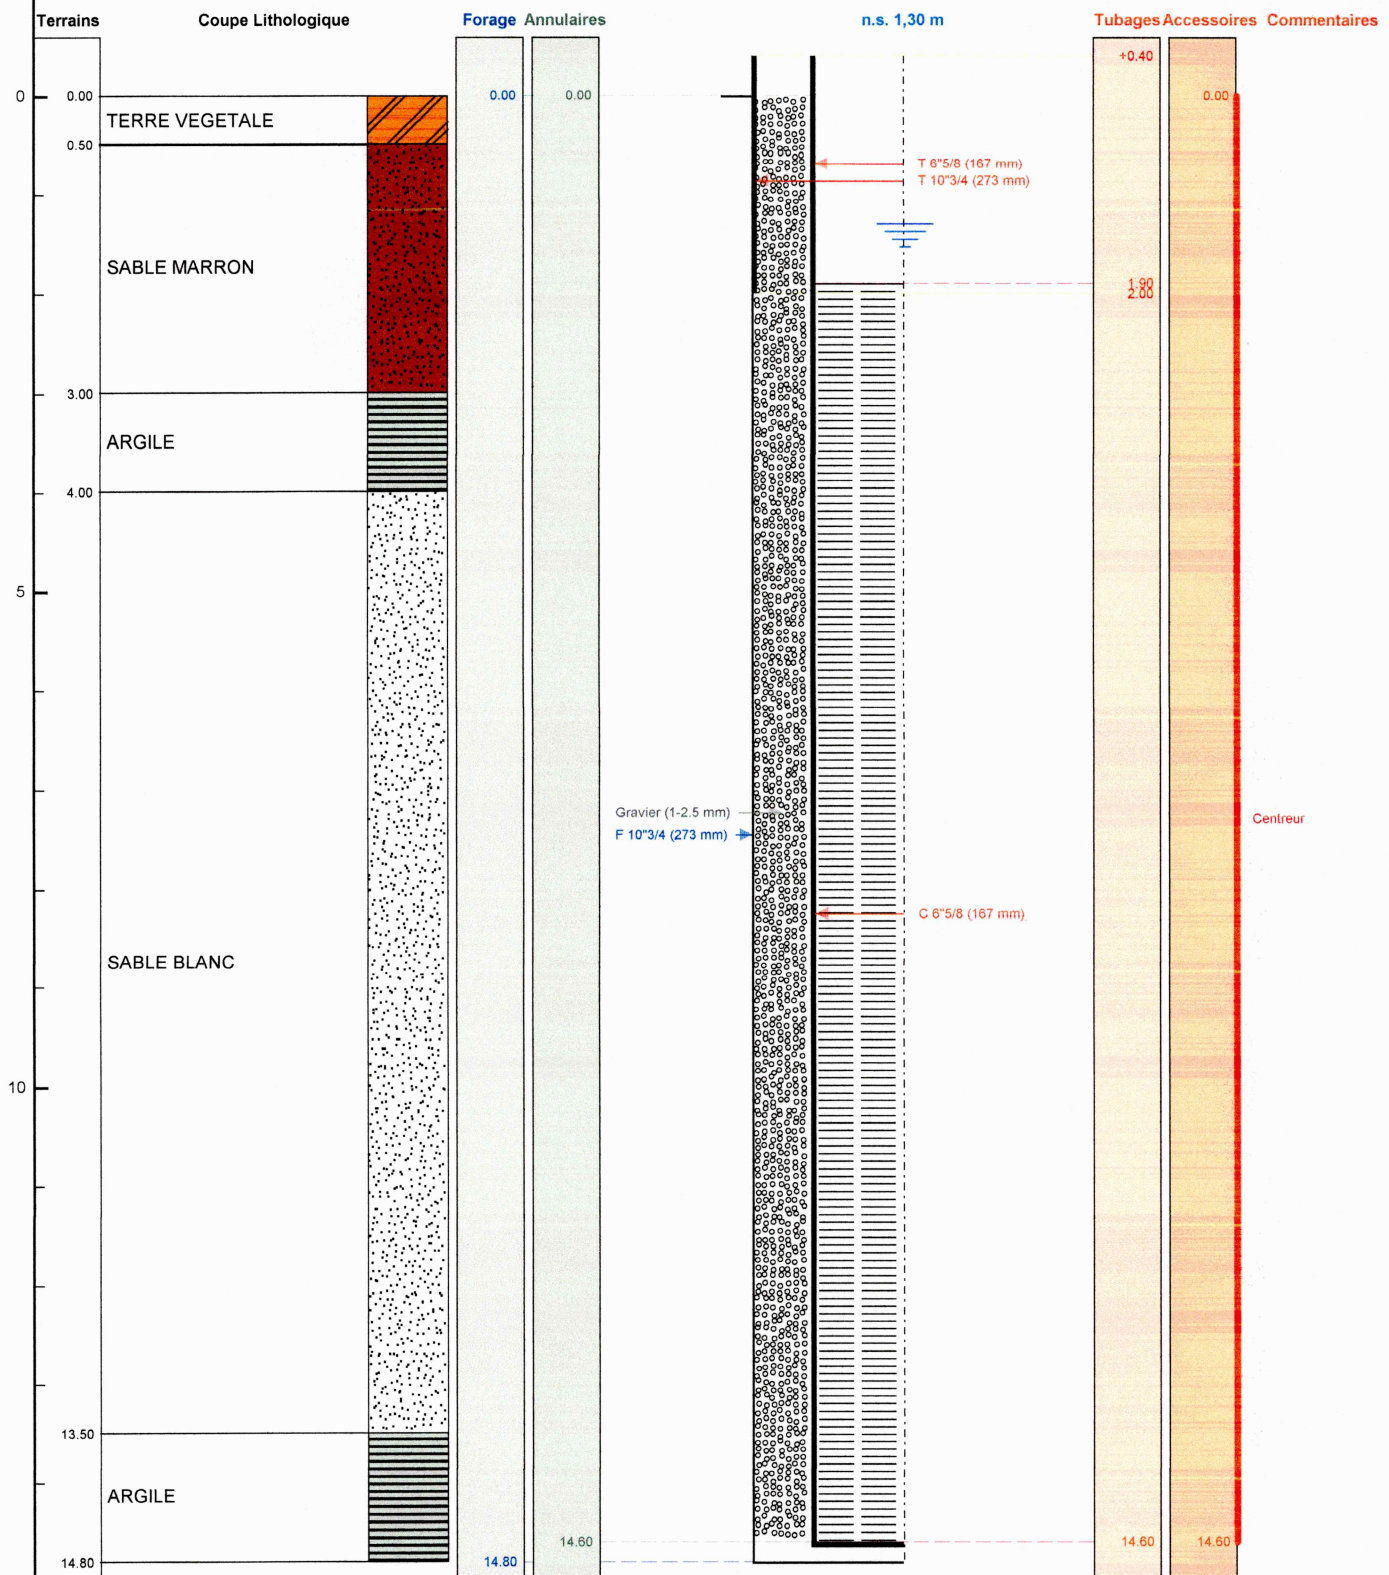 Terrains Coupe Lithologique Forage Annulaires n.s. 1,30 m Tubages Accessoires Commentaires
+0.40
0 0.00 0.00 0.00 0.00
TERRE VEGETALE
0.50
T 6"5/8 (167 mm)
T 10"3/4 (273 mm)
SABLE MARRON
1.90
2.00
3.00
ARGILE
4.00
5
Gravier (1-2.5 mm)
Centreur
F 10"3/4 (273 mm)
C 6"5/8 (167 mm)
SABLE BLANC
10
13.50
ARGILE
14.60 14.60 14.60
14.80 14.80